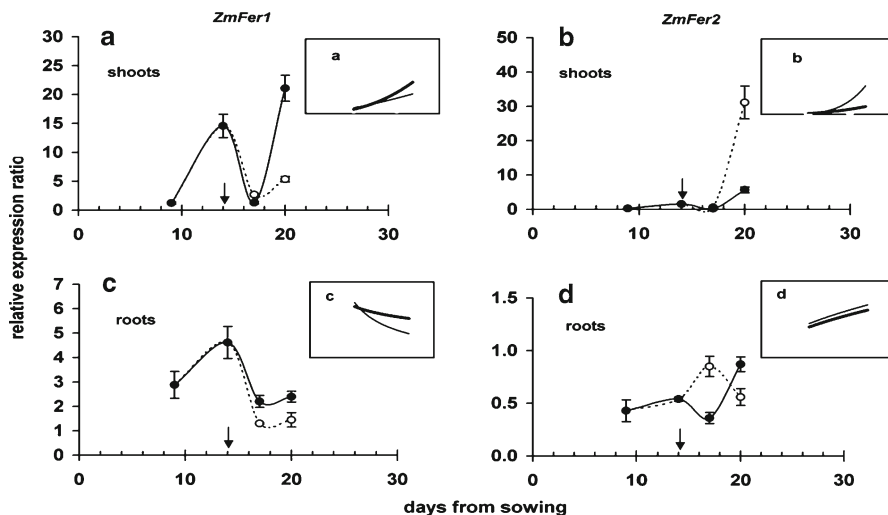 ZmFer1
ZmFer2
a
shoots
30
25
20
15
10
5
0
0 10 20 30
a
b
shoots
50
40
30
20
10
0
0 10 20 30
b
relative expression ratio
c
roots
7
6
5
4
3
2
1
0
0 10 20 30
c
d
roots
1.5
1.0
0.5
0.0
0 10 20 30
d
days from sowing